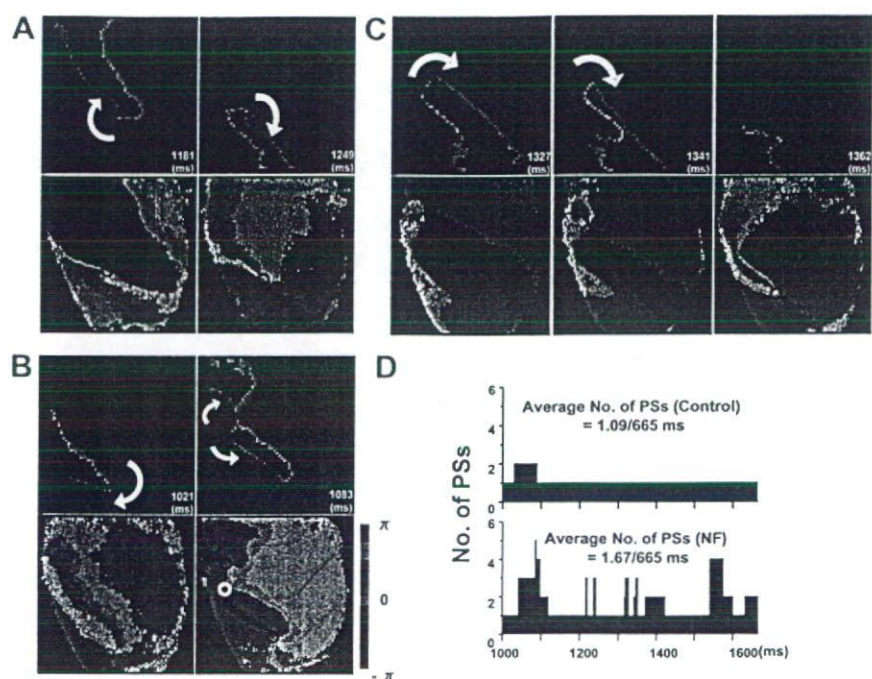 A
1181
(ms)
1249
(ms)
C
1327
(ms)
1341
(ms)
1362
(ms)
B
1021
(ms)
1083
(ms)
π
0
- π
D
No. of PSs
6
4
2
0
Average No. of PSs (Control)
= 1.09/665 ms
6
4
2
0
Average No. of PSs (NF)
= 1.67/665 ms
1000
1200
1400
1600(ms)